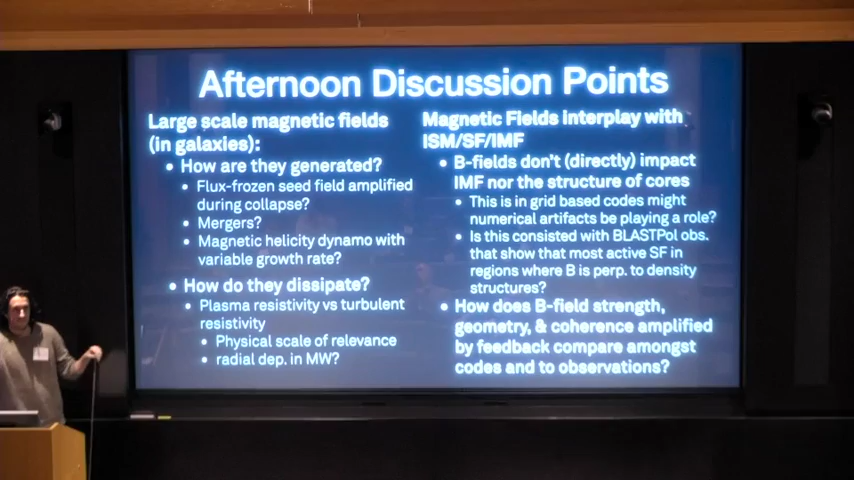 Afternoon Discussion Points
Large scale magnetic fields
(in galaxies):
• How are they generated?
• Flux-frozen seed field amplified
during collapse?
• Mergers?
• Magnetic helicity dynamo with
variable growth rate?
• How do they dissipate?
• Plasma resistivity vs turbulent
resistivity
• Physical scale of relevance
• radial dep. in MW?
Magnetic Fields interplay with
ISM/SF/IMF
• B-fields don't (directly) impact
IMF nor the structure of cores
• This is in grid based codes might
numerical artifacts be playing a role?
• Is this consisted with BLASTPol obs.
that show that most active SF in
regions where B is perp. to density
structures?
• How does B-field strength,
geometry, & coherence amplified
by feedback compare amongst
codes and to observations?